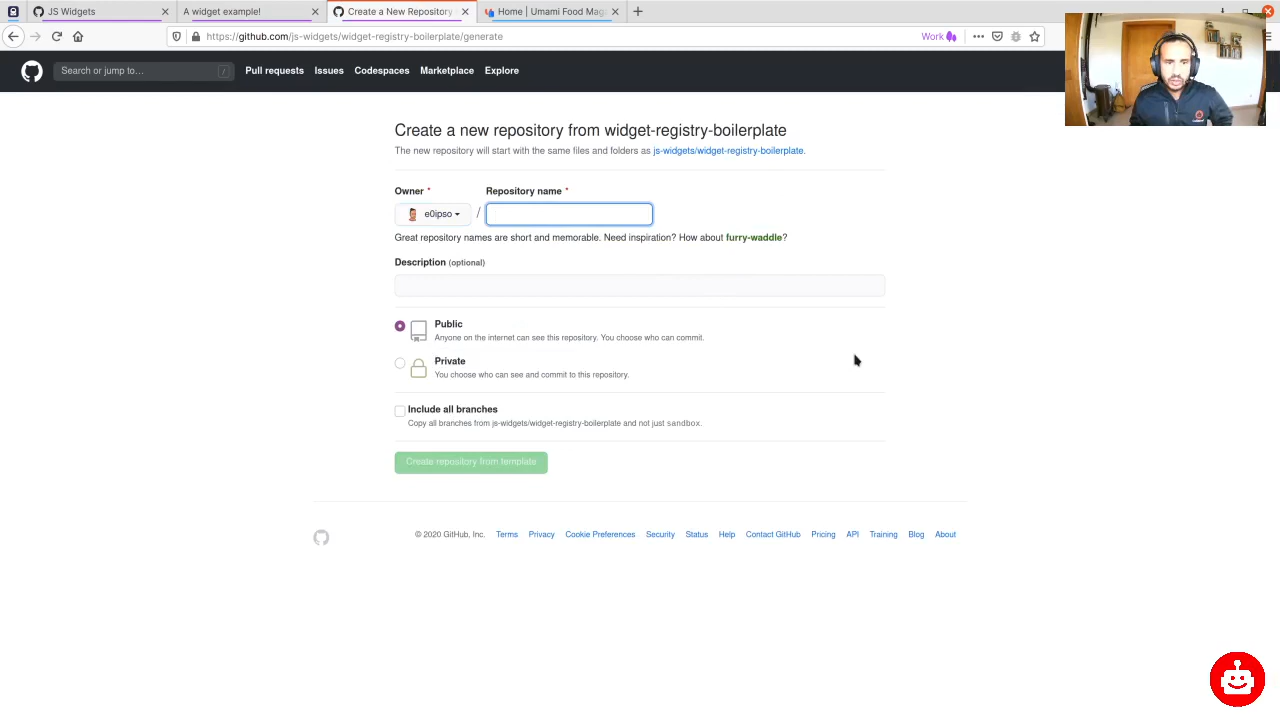 JS Widgets
A widget example!
Create a New Repository
Home | Umami Food Mag
https://github.com/js-widgets/widget-registry-boilerplate/generate
Work
Search or jump to…
/
Pull requests
Issues
Codespaces
Marketplace
Explore
Create a new repository from widget-registry-boilerplate
The new repository will start with the same files and folders as js-widgets/widget-registry-boilerplate.
Owner *
Repository name *
e0ipso
/
Great repository names are short and memorable. Need inspiration? How about furry-waddle?
Description (optional)
Public
Anyone on the internet can see this repository. You choose who can commit.
Private
You choose who can see and commit to this repository.
Include all branches
Copy all branches from js-widgets/widget-registry-boilerplate and not just sandbox.
Create repository from template
© 2020 GitHub, Inc.
Terms
Privacy
Cookie Preferences
Security
Status
Help
Contact GitHub
Pricing
API
Training
Blog
About